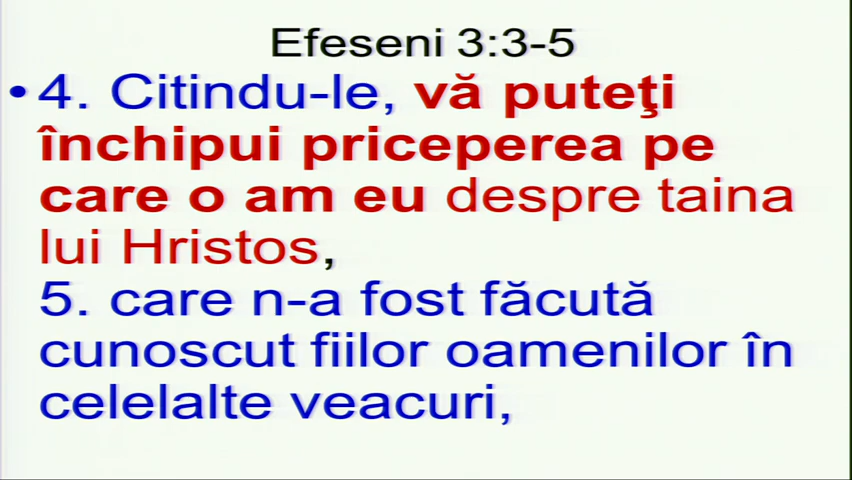 Efeseni 3:3-5
•4. Citindu-le, vă puteţi
închipui priceperea pe
care o am eu despre taina
lui Hristos,
5. care n-a fost făcută
cunoscut fiilor oamenilor în
celelalte veacuri,